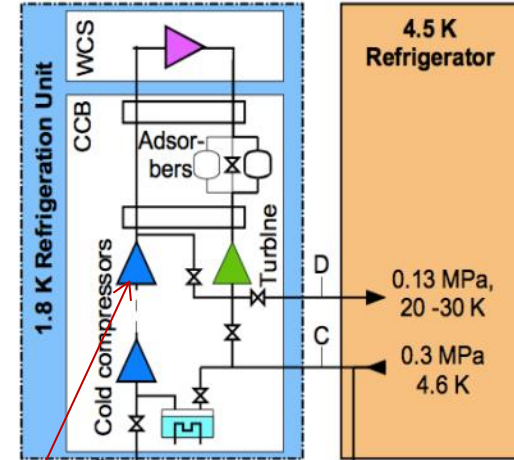 1.8 K Refrigeration Unit
WCS
CCB
Adsor-
bers
Cold compressors
Turbine
4.5 K
Refrigerator
D
0.13 MPa,
20 -30 K
C
0.3 MPa
4.6 K